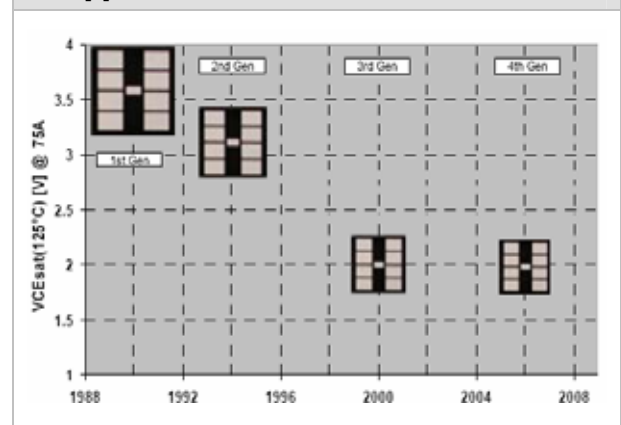 4
2nd Gen
3rd Gen
4th Gen
3.5
3
1st Gen
2.5
2
1.5
1
VCEsat(125°C) [V] @ 75A
1988
1992
1996
2000
2004
2008